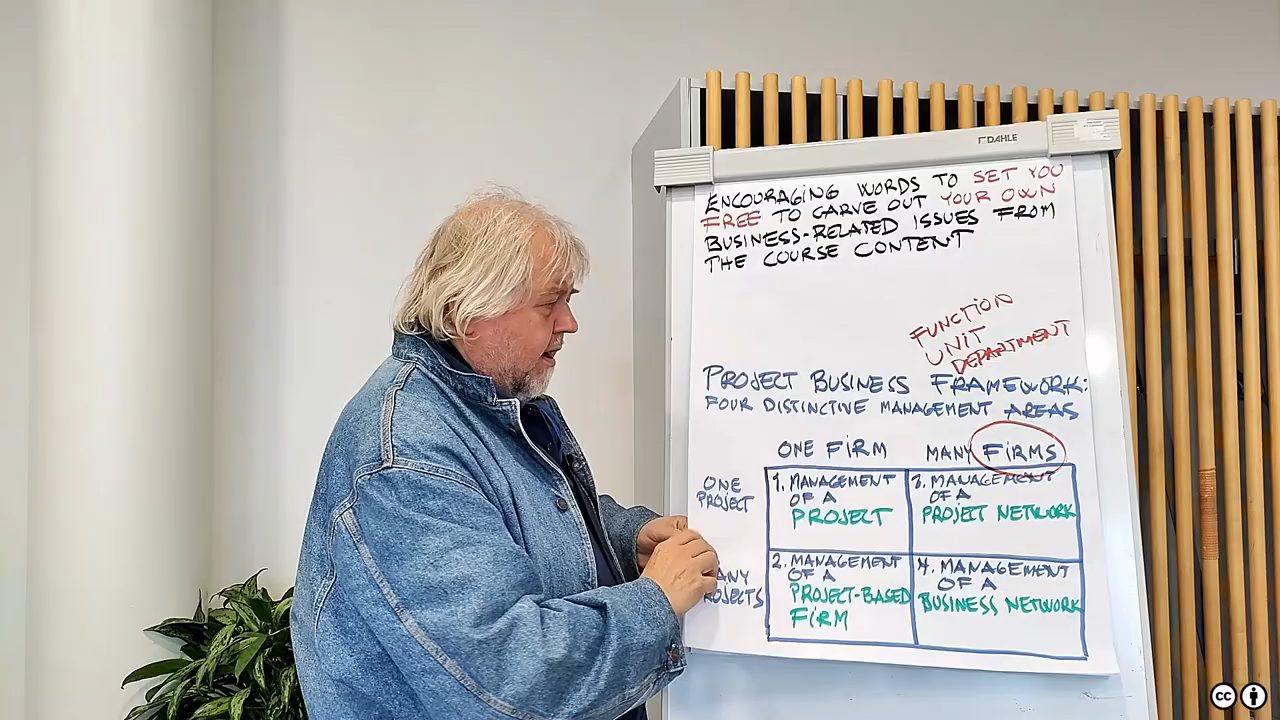 DAHLE
ENCOURAGING WORDS TO SET YOU
FREE TO CARVE OUT YOUR OWN
BUSINESS-RELATED ISSUES FROM
THE COURSE CONTENT
FUNCTION
UNIT
DEPARTMENT
PROJECT BUSINESS FRAMEWORK:
FOUR DISTINCTIVE MANAGEMENT AREAS
ONE FIRM MANY FIRMS
ONE
PROJECT
1. MANAGEMENT
OF A
PROJECT
3. MANAGEMENT
OF A
PROJECT NETWORK
ANY
ROJECTS
2. MANAGEMENT
OF A
PROJECT-BASED
FIRM
4. MANAGEMENT
OF A
BUSINESS NETWORK
cc